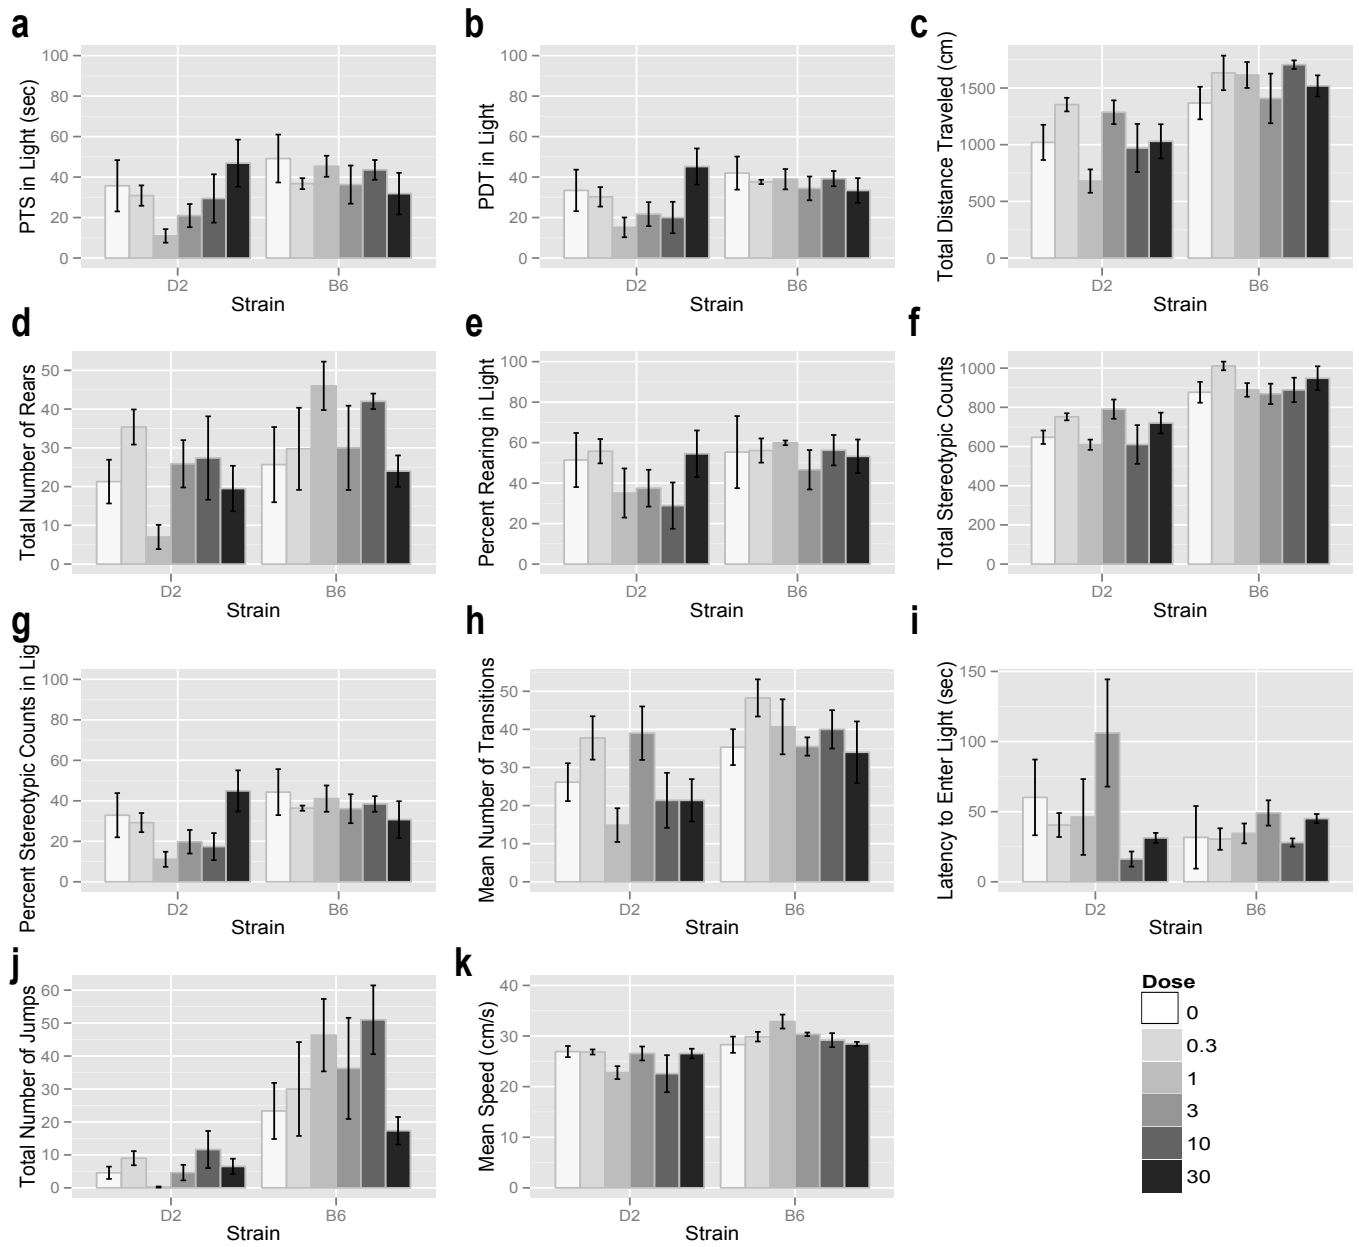 a
PTS in Light (sec)
100
80
60
40
20
0
D2 B6
Strain
b
PDT in Light
100
80
60
40
20
0
D2 B6
Strain
c
Total Distance Traveled (cm)
1500
1000
500
0
D2 B6
Strain
d
Total Number of Rears
50
40
30
20
10
0
D2 B6
Strain
e
Percent Rearing in Light
100
80
60
40
20
0
D2 B6
Strain
f
Total Stereotypic Counts
1000
800
600
400
200
0
D2 B6
Strain
g
Percent Stereotypic Counts in Lig
100
80
60
40
20
0
D2 B6
Strain
h
Mean Number of Transitions
50
40
30
20
10
0
D2 B6
Strain
i
Latency to Enter Light (sec)
150
100
50
0
D2 B6
Strain
j
Total Number of Jumps
60
50
40
30
20
10
0
D2 B6
Strain
k
Mean Speed (cm/s)
40
30
20
10
0
D2 B6
Strain
Dose
0
0.3
1
3
10
30